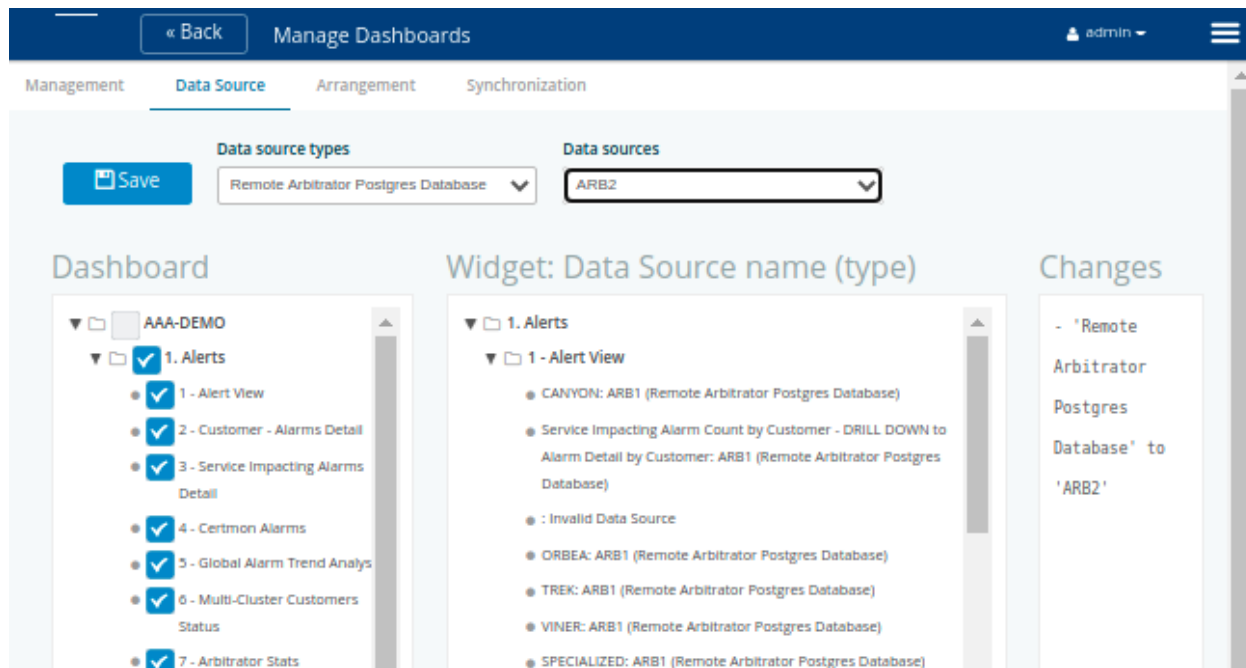 « Back
Manage Dashboards
admin
Management
Data Source
Arrangement
Synchronization
Save
Data source types
Remote Arbitrator Postgres Database
Data sources
ARB2
Dashboard
AAA-DEMO
1. Alerts
1 - Alert View
2 - Customer - Alarms Detail
3 - Service Impacting Alarms
Detail
4 - Certmon Alarms
5 - Global Alarm Trend Analys
6 - Multi-Cluster Customers
Status
7 - Arbitrator Stats
Widget: Data Source name (type)
1. Alerts
1 - Alert View
CANYON: ARB1 (Remote Arbitrator Postgres Database)
Service Impacting Alarm Count by Customer - DRILL DOWN to
Alarm Detail by Customer: ARB1 (Remote Arbitrator Postgres
Database)
: Invalid Data Source
ORBEA: ARB1 (Remote Arbitrator Postgres Database)
TREK: ARB1 (Remote Arbitrator Postgres Database)
VINER: ARB1 (Remote Arbitrator Postgres Database)
SPECIALIZED: ARB1 (Remote Arbitrator Postgres Database)
Changes
- 'Remote
Arbitrator
Postgres
Database' to
'ARB2'